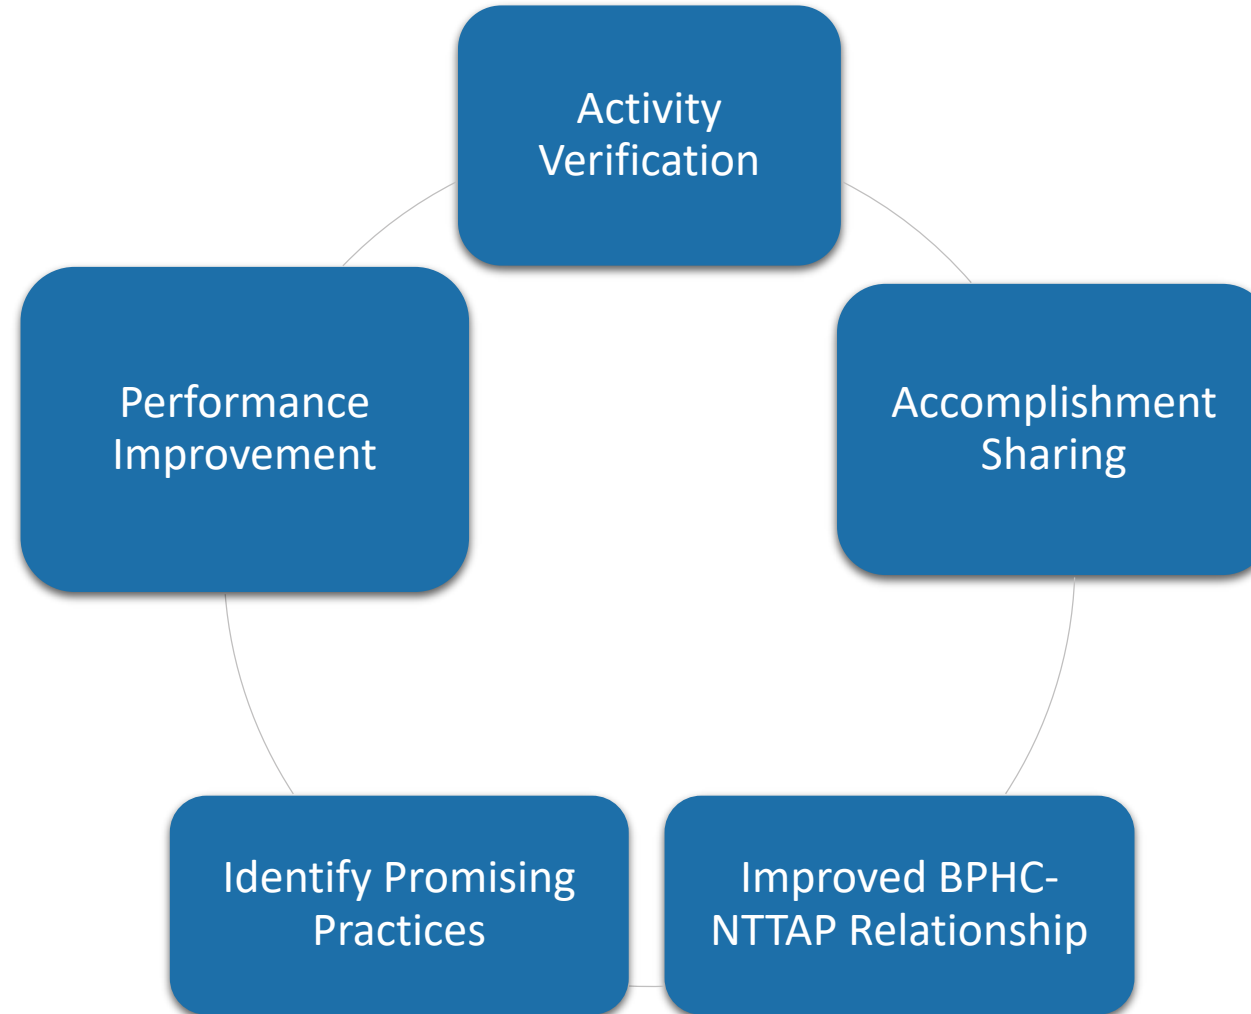 Activity
Verification
Accomplishment
Sharing
Improved BPHC-
NTTAP Relationship
Identify Promising
Practices
Performance
Improvement